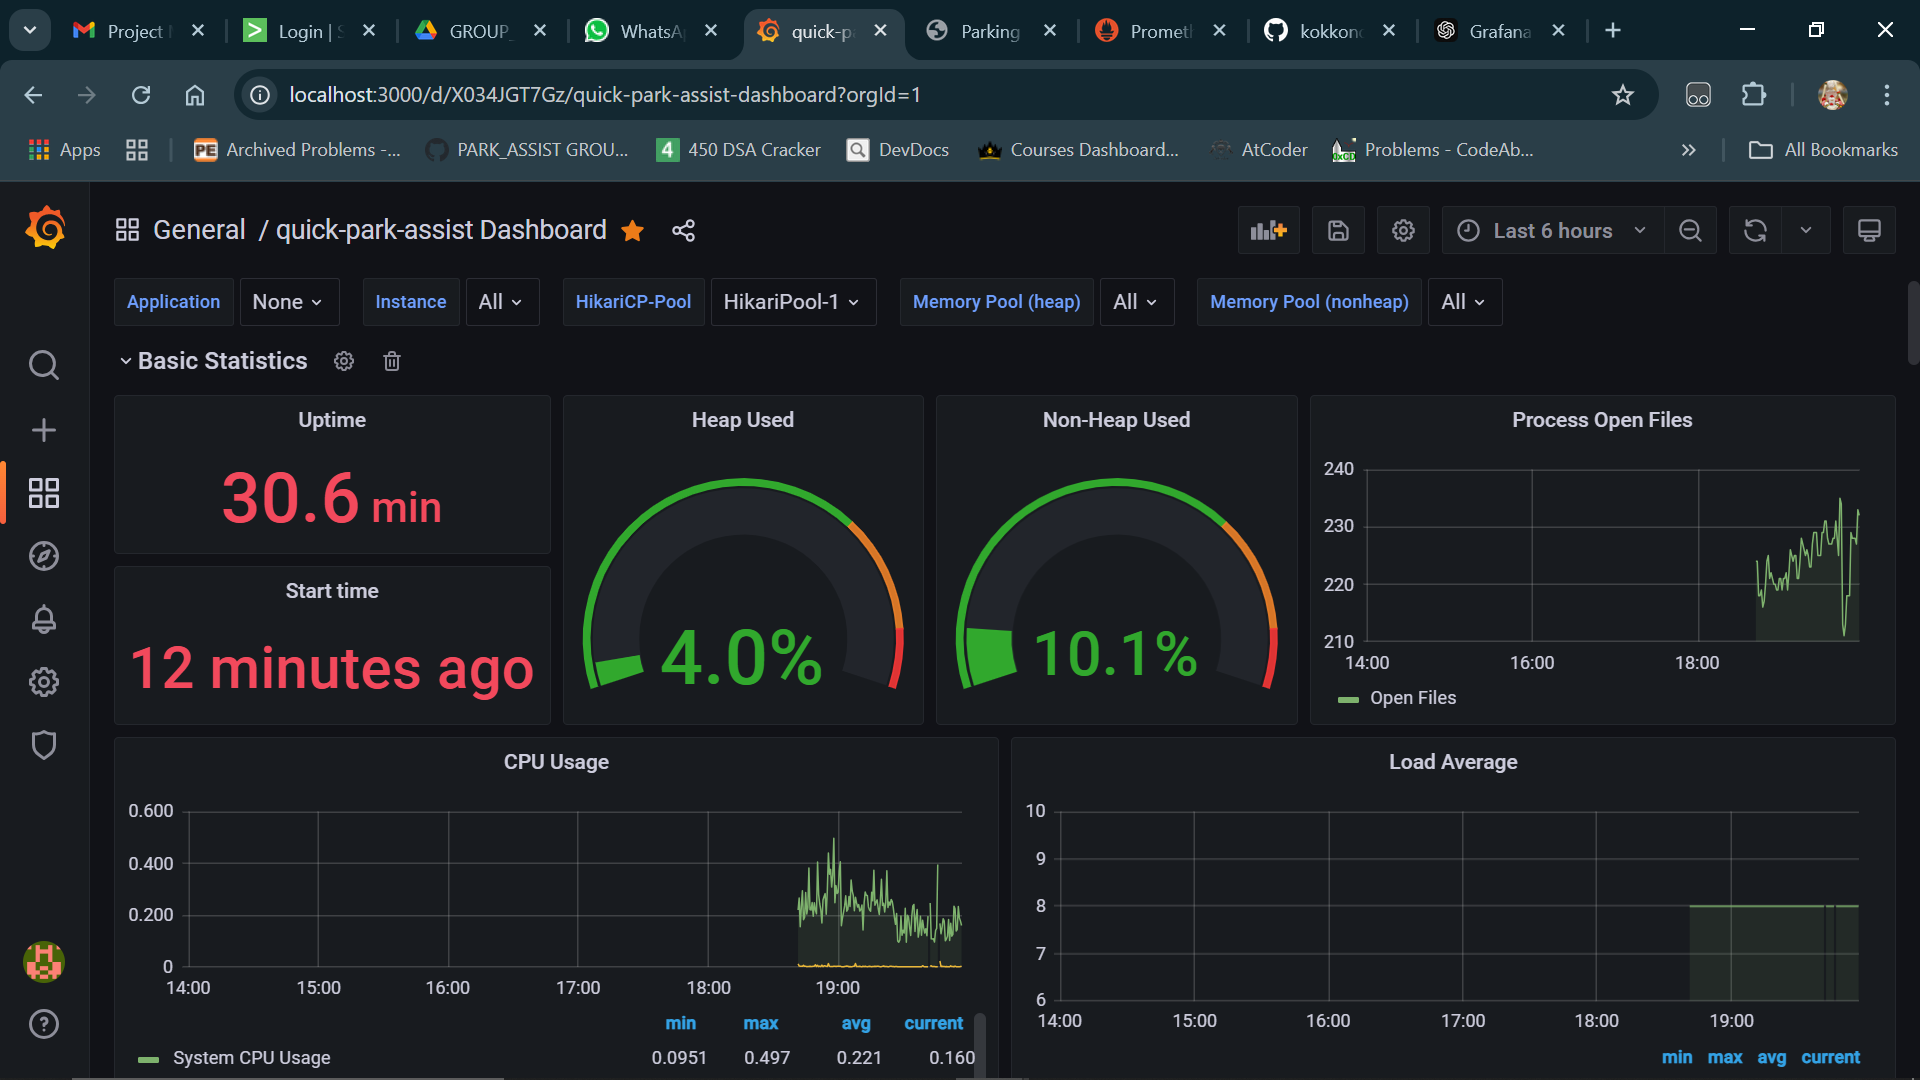 Project
Login | S
GROUP_
WhatsA
quick-p
Parking
Promet
kokkon
Grafana
localhost:3000/d/X034JGT7Gz/quick-park-assist-dashboard?orgId=1
Apps
PE Archived Problems -...
PARK_ASSIST GROU...
4 450 DSA Cracker
DevDocs
Courses Dashboard...
AtCoder
Problems - CodeAb...
All Bookmarks
General / quick-park-assist Dashboard
Last 6 hours
Application None
Instance All
HikariCP-Pool HikariPool-1
Memory Pool (heap) All
Memory Pool (nonheap) All
Basic Statistics
Uptime
30.6 min
Start time
12 minutes ago
Heap Used
4.0%
Non-Heap Used
10.1%
Process Open Files
240
230
220
210
14:00 16:00 18:00
Open Files
CPU Usage
0.600
0.400
0.200
0
14:00 15:00 16:00 17:00 18:00 19:00
min max avg current
System CPU Usage 0.0951 0.497 0.221 0.160
Load Average
10
9
8
7
6
14:00 15:00 16:00 17:00 18:00 19:00
min max avg current